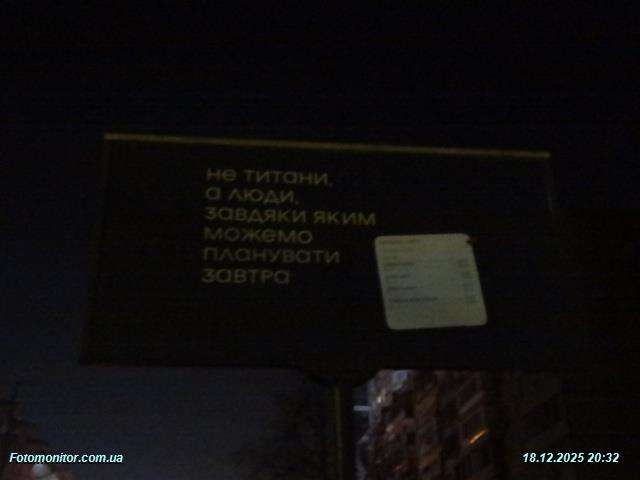 не титани,
а люди,
завдяки яким
можемо
планувати
завтра
Fotomonitor.com.ua
18.12.2025 20:32